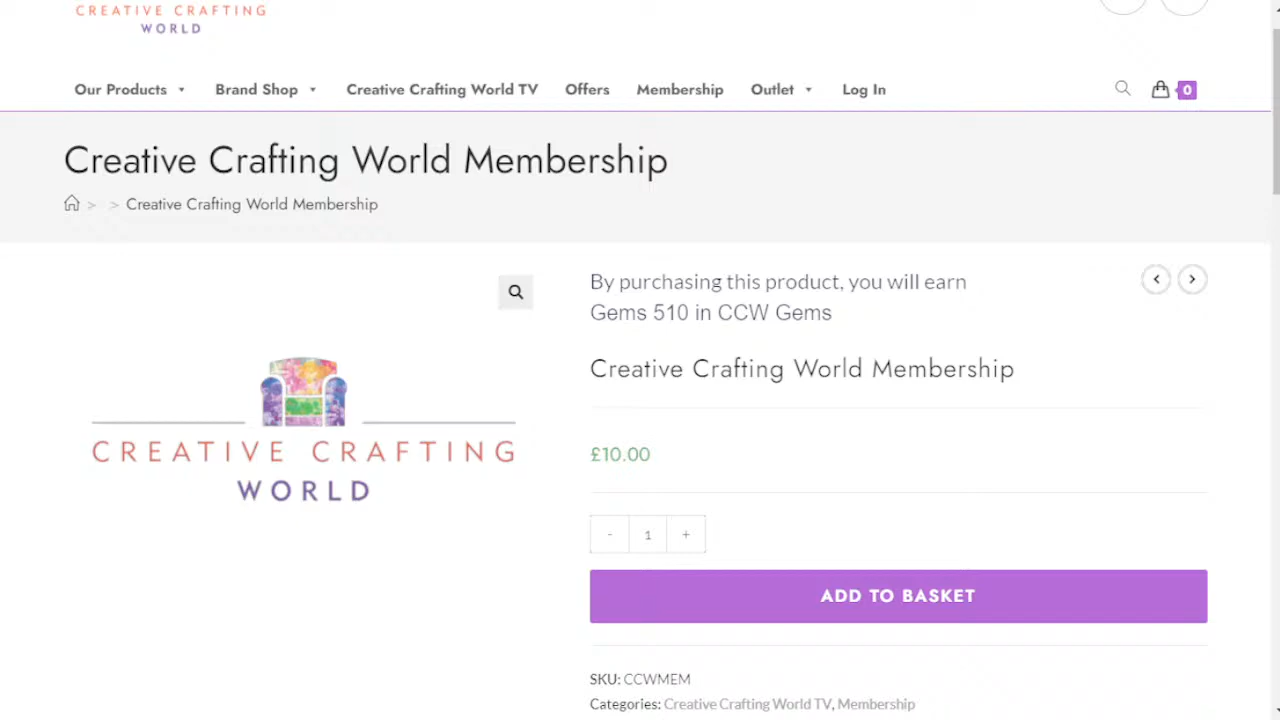 CREATIVE CRAFTING
WORLD
Our Products Brand Shop Creative Crafting World TV Offers Membership Outlet Log In 0
Creative Crafting World Membership
> > Creative Crafting World Membership
By purchasing this product, you will earn
Gems 510 in CCW Gems
Creative Crafting World Membership
CREATIVE CRAFTING
WORLD
£10.00
- 1 +
ADD TO BASKET
SKU: CCWMEM
Categories: Creative Crafting World TV, Membership